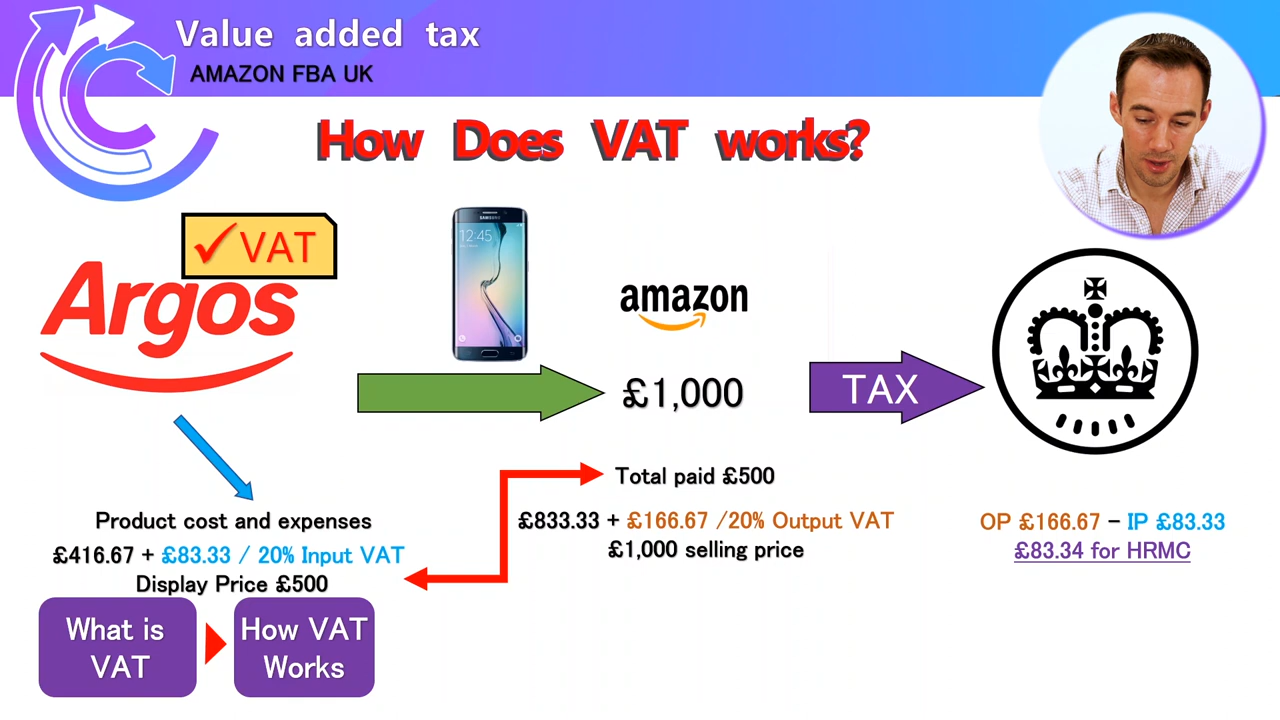 Value added tax
AMAZON FBA UK
How Does VAT works?
✓VAT
Argos
SAMSUNG
12:45
amazon
£1,000
TAX
Total paid £500
Product cost and expenses
£416.67 + £83.33 / 20% Input VAT
Display Price £500
£833.33 + £166.67 /20% Output VAT
£1,000 selling price
OP £166.67 – IP £83.33
£83.34 for HRMC
What is
VAT
How VAT
Works